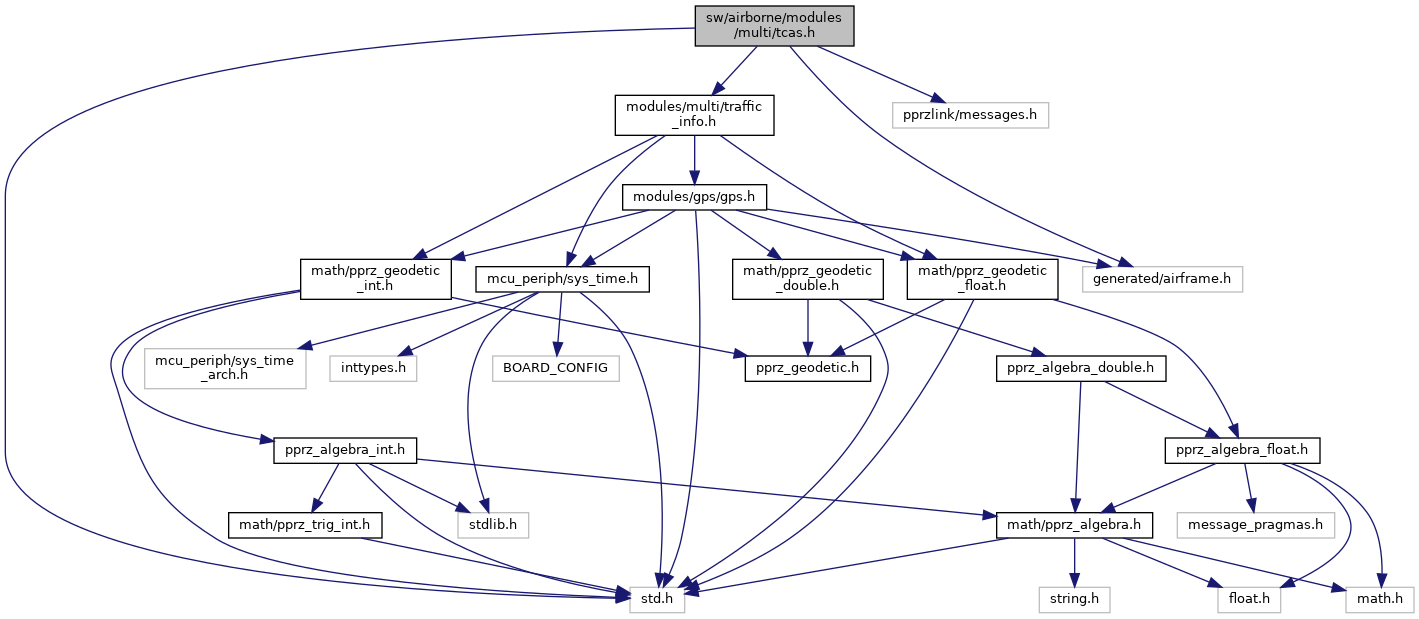 sw/airborne/modules
/multi/tcas.h
modules/multi/traffic
_info.h
pprzlink/messages.h
modules/gps/gps.h
math/pprz_geodetic
_int.h
mcu_periph/sys_time.h
math/pprz_geodetic
_double.h
math/pprz_geodetic
_float.h
generated/airframe.h
mcu_periph/sys_time
_arch.h
inttypes.h
BOARD_CONFIG
pprz_geodetic.h
pprz_algebra_double.h
pprz_algebra_int.h
pprz_algebra_float.h
math/pprz_trig_int.h
stdlib.h
math/pprz_algebra.h
message_pragmas.h
std.h
string.h
float.h
math.h